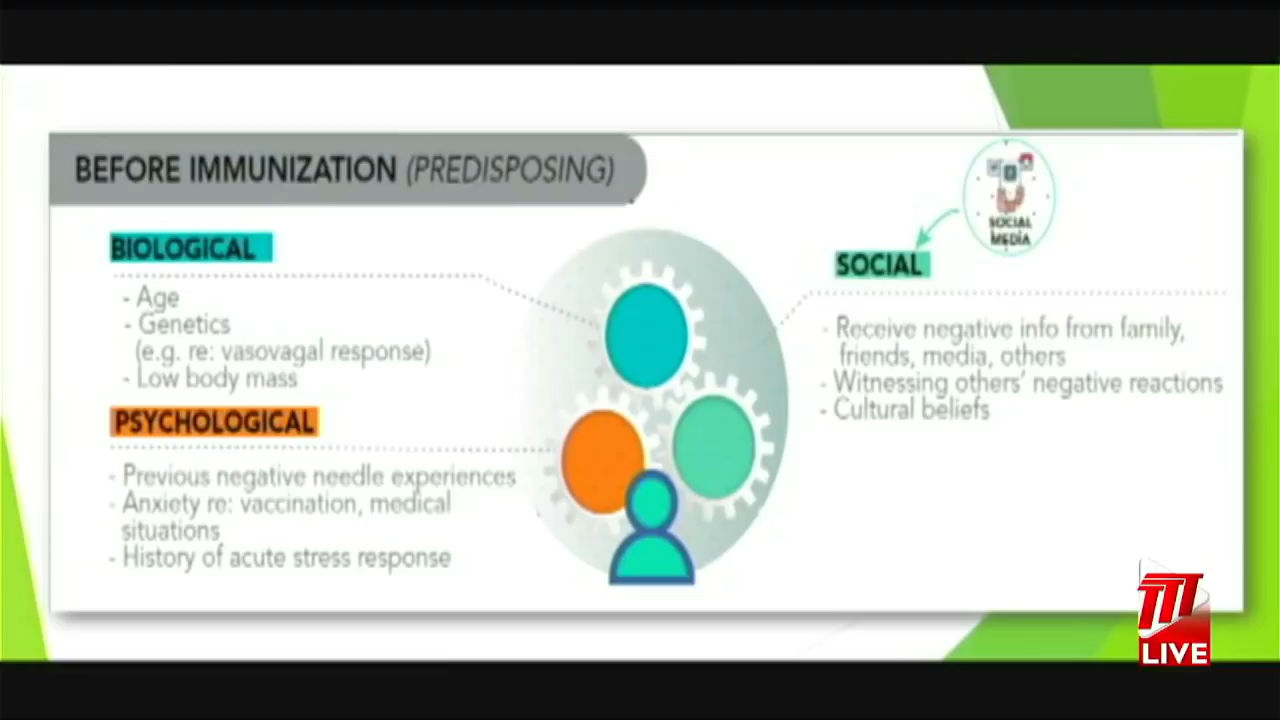 BEFORE IMMUNIZATION (PREDISPOSING)
BIOLOGICAL
- Age
- Genetics
(e.g. re: vasovagal response)
- Low body mass
PSYCHOLOGICAL
- Previous negative needle experiences
- Anxiety re: vaccination, medical
situations
- History of acute stress response
SOCIAL
MEDIA
SOCIAL
- Receive negative info from family,
friends, media, others
- Witnessing others' negative reactions
- Cultural beliefs
TTT
LIVE